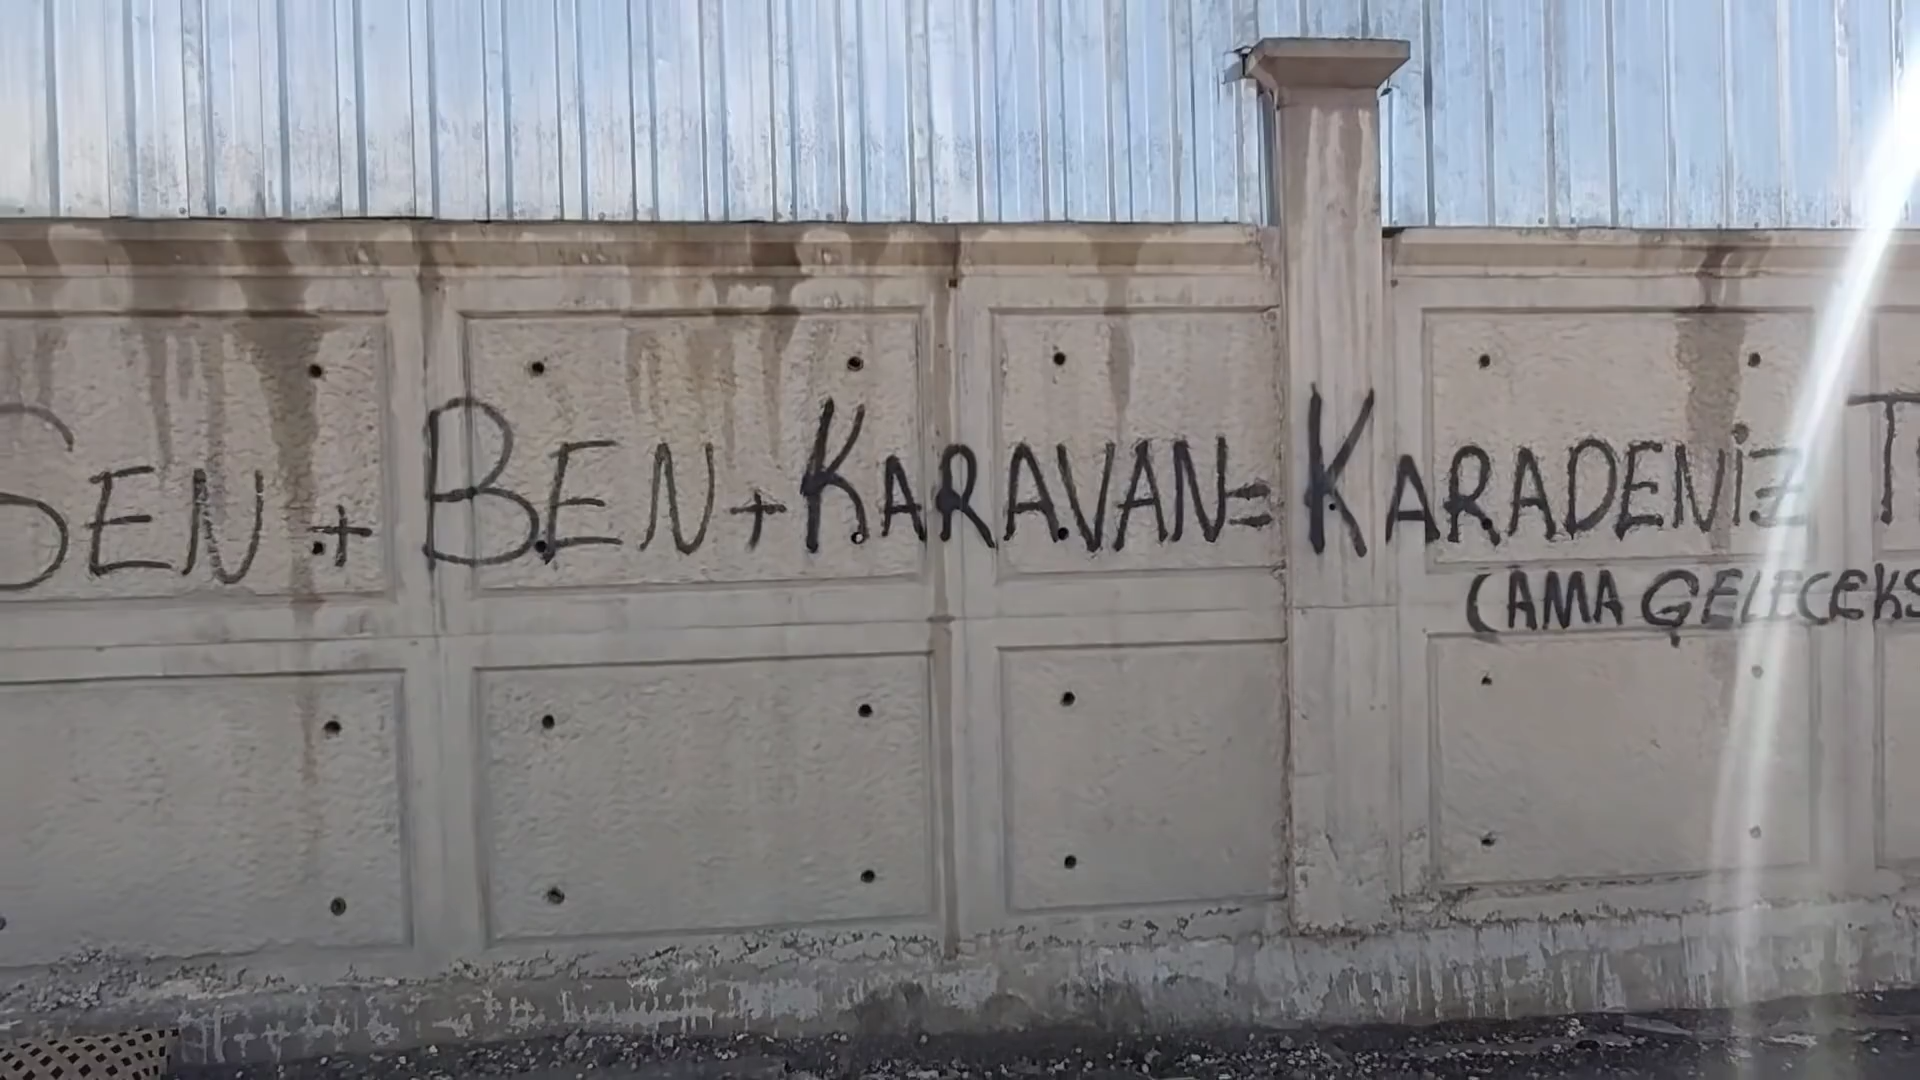 SEN + BEN + KARAVAN = KARADENİZ T
(AMA GELECEKS